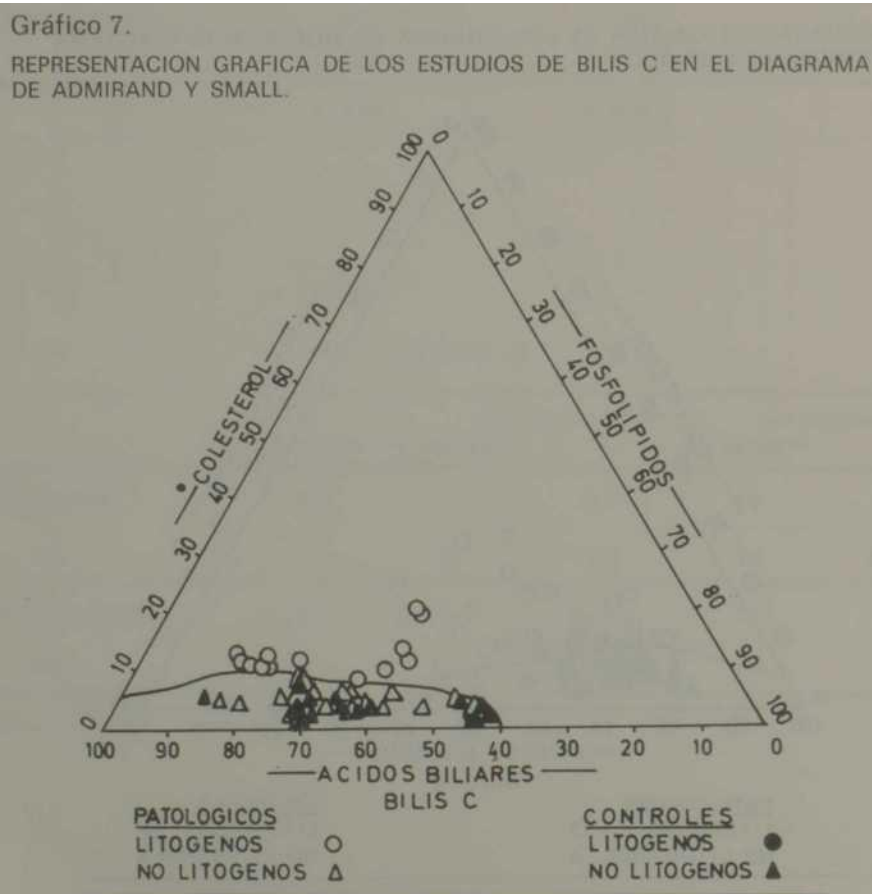 Gráfico 7.
REPRESENTACION GRAFICA DE LOS ESTUDIOS DE BILIS C EN EL DIAGRAMA
DE ADMIRAND Y SMALL.
100 0
90 10
80 20
70 30
COLESTEROL FOSFOLIPIDOS
60 40
50 50
40 60
30 70
20 80
10 90
0 100
100 90 80 70 60 50 40 30 20 10 0
ACIDOS BILIARES
BILIS C
PATOLOGICOS CONTROLES
LITOGENOS LITOGENOS
NO LITOGENOS NO LITOGENOS